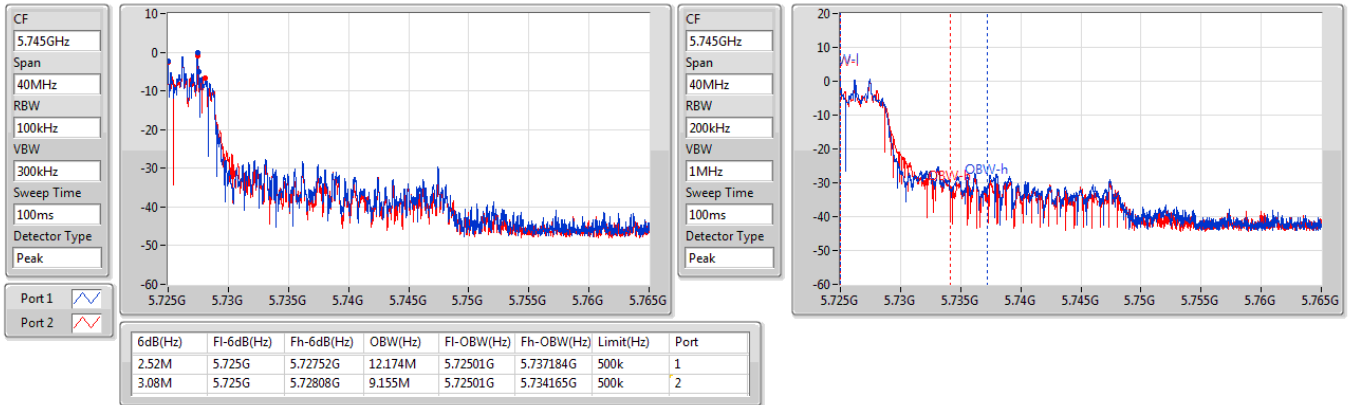 CF
5.745GHz
Span
40MHz
RBW
100kHz
VBW
300kHz
Sweep Time
100ms
Detector Type
Peak
Port 1
Port 2
10
0
-10
-20
-30
-40
-50
-60
5.725G 5.73G 5.735G 5.74G 5.745G 5.75G 5.755G 5.76G 5.765G
CF
5.745GHz
Span
40MHz
RBW
200kHz
VBW
1MHz
Sweep Time
100ms
Detector Type
Peak
20
10
0
-10
-20
-30
-40
-50
-60
W-l
OBW-h
5.725G 5.73G 5.735G 5.74G 5.745G 5.75G 5.755G 5.76G 5.765G
6dB(Hz) Fl-6dB(Hz) Fh-6dB(Hz) OBW(Hz) Fl-OBW(Hz) Fh-OBW(Hz) Limit(Hz) Port
2.52M 5.725G 5.72752G 12.174M 5.72501G 5.737184G 500k 1
3.08M 5.725G 5.72808G 9.155M 5.72501G 5.734165G 500k 2